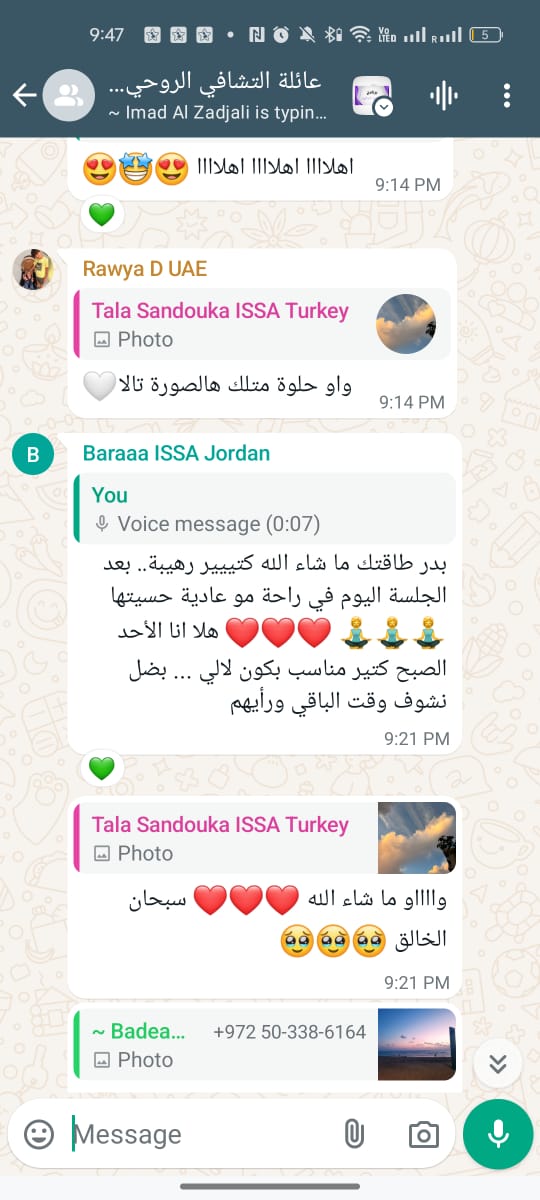 9:47
Vo LTED
R
5
عائلة التشافي الروحي...
~ Imad Al Zadjali is typin...
اهلاااا اهلاااا اهلاااا 😍🤩😍
9:14 PM
💚
Rawya D UAE
Tala Sandouka ISSA Turkey
Photo
واو حلوة متلك هالصورة تالا🤍
9:14 PM
B
Baraaa ISSA Jordan
You
Voice message (0:07)
بدر طاقتك ما شاء الله كتيييير رهيبة.. بعد
الجلسة اليوم في راحة مو عادية حسيتها
🧘‍♂️🧘‍♂️🧘‍♂️ ❤️❤️❤️ هلا انا الأحد
الصبح كتير مناسب بكون لالي ... بضل
نشوف وقت الباقي ورأيهم
9:21 PM
💚
Tala Sandouka ISSA Turkey
Photo
وااااو ما شاء الله ❤️❤️❤️ سبحان
الخالق 🥹🥹🥹
9:21 PM
~ Badea... +972 50-338-6164
Photo
Message